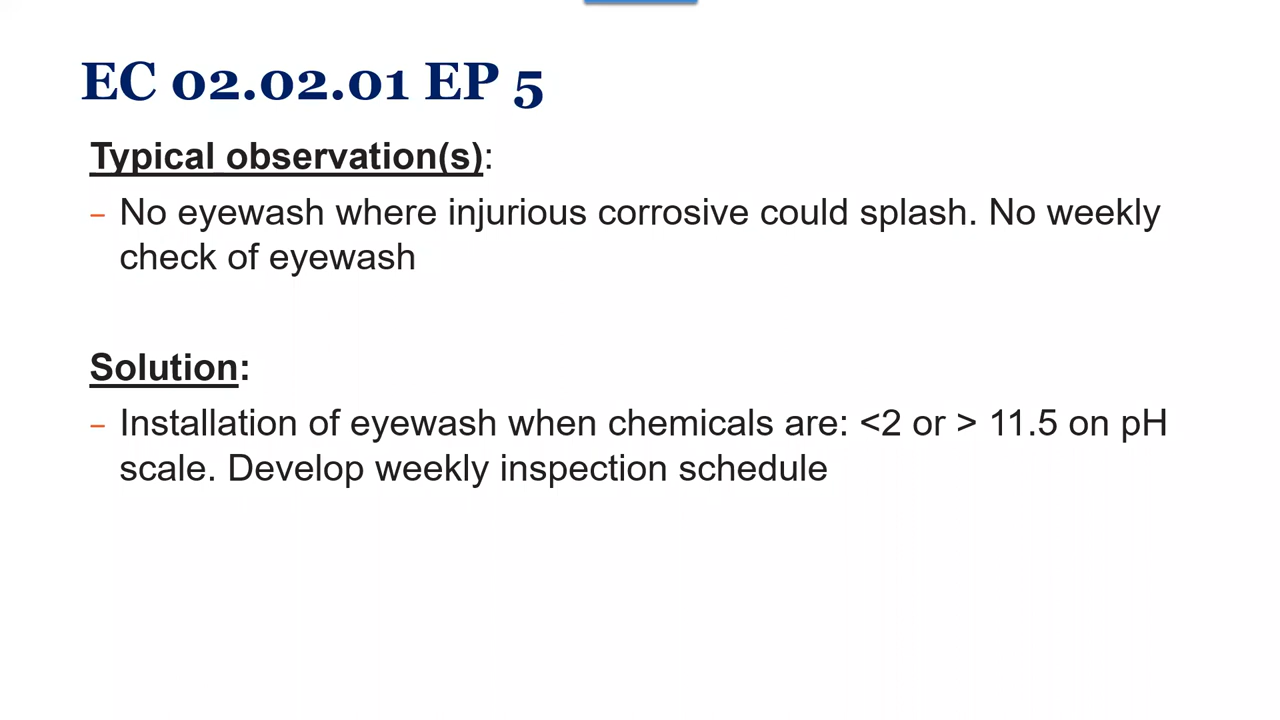 EC 02.02.01 EP 5
Typical observation(s):
– No eyewash where injurious corrosive could splash. No weekly
check of eyewash
Solution:
– Installation of eyewash when chemicals are: <2 or > 11.5 on pH
scale. Develop weekly inspection schedule